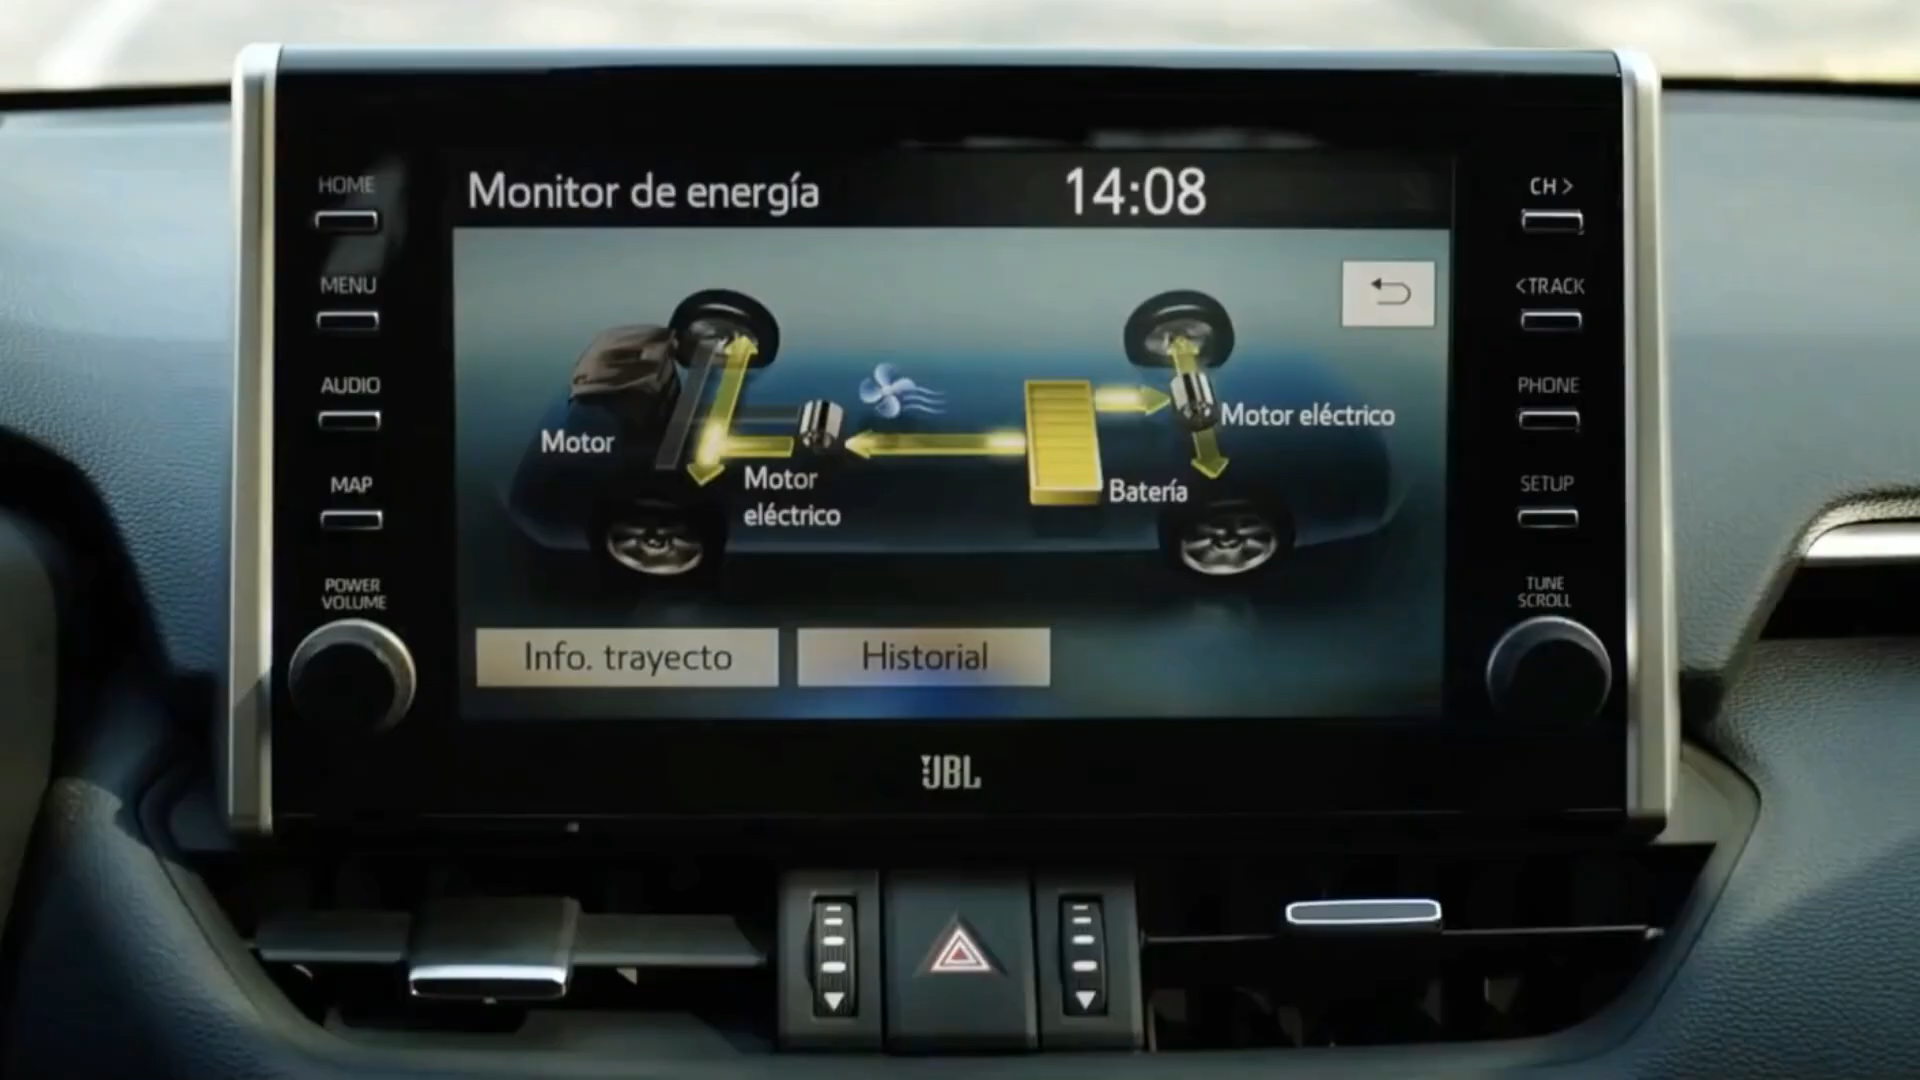 HOME
MENU
AUDIO
MAP
POWER
VOLUME
Monitor de energía
14:08
Motor
Motor
eléctrico
Batería
Motor eléctrico
Info. trayecto
Historial
JBL
CH >
<TRACK
PHONE
SETUP
TUNE
SCROLL